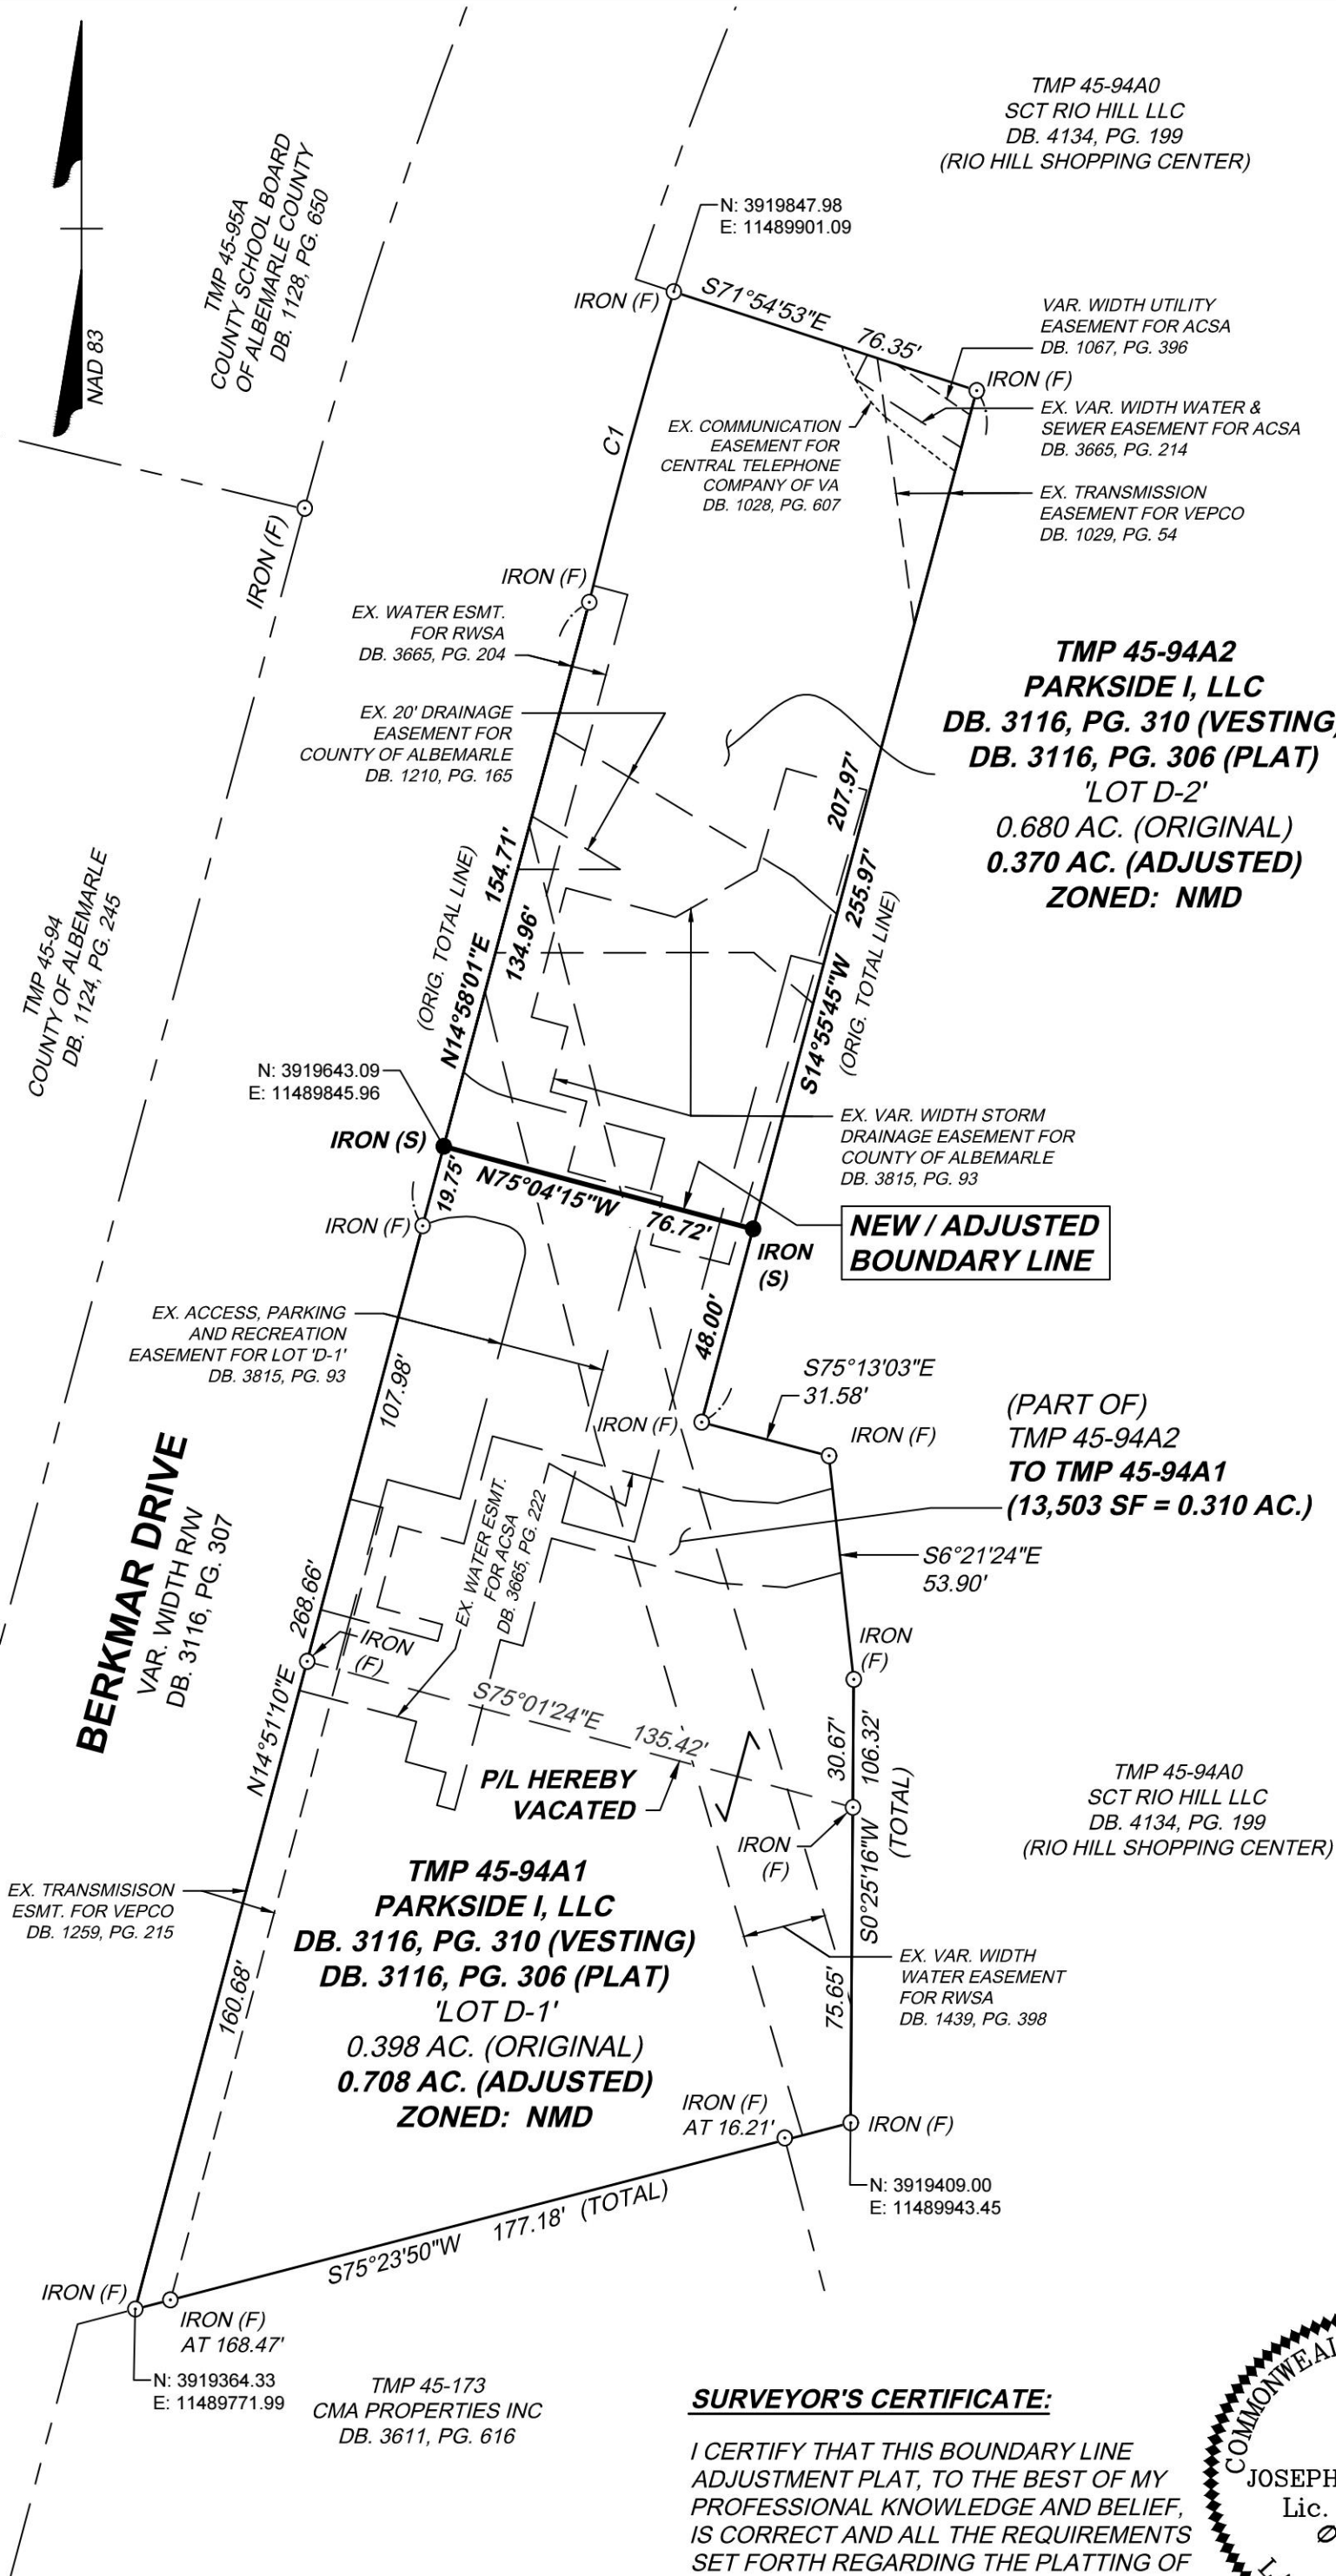 TMP 45-94A0
SCT RIO HILL LLC
DB. 4134, PG. 199
(RIO HILL SHOPPING CENTER)
NAD 83
TMP 45-95A
COUNTY SCHOOL BOARD
OF ALBEMARLE COUNTY
DB. 1128, PG. 650
N: 3919847.98
E: 11489901.09
IRON (F)
S71°54'53"E 76.35'
VAR. WIDTH UTILITY
EASEMENT FOR ACSA
DB. 1067, PG. 396
IRON (F)
EX. VAR. WIDTH WATER &
SEWER EASEMENT FOR ACSA
DB. 3665, PG. 214
C1
EX. COMMUNICATION
EASEMENT FOR
CENTRAL TELEPHONE
COMPANY OF VA
DB. 1028, PG. 607
EX. TRANSMISSION
EASEMENT FOR VEPCO
DB. 1029, PG. 54
IRON (F)
IRON (F)
EX. WATER ESMT.
FOR RWSA
DB. 3665, PG. 204
EX. 20' DRAINAGE
EASEMENT FOR
COUNTY OF ALBEMARLE
DB. 1210, PG. 165
TMP 45-94A2
PARKSIDE I, LLC
DB. 3116, PG. 310 (VESTING)
DB. 3116, PG. 306 (PLAT)
'LOT D-2'
0.680 AC. (ORIGINAL)
0.370 AC. (ADJUSTED)
ZONED: NMD
207.97'
S14°55'45"W 255.97'
(ORIG. TOTAL LINE)
(ORIG. TOTAL LINE)
N14°58'01"E 154.71'
134.96'
TMP 45-94
COUNTY OF ALBEMARLE
DB. 1124, PG. 245
N: 3919643.09
E: 11489845.96
IRON (S)
EX. VAR. WIDTH STORM
DRAINAGE EASEMENT FOR
COUNTY OF ALBEMARLE
DB. 3815, PG. 93
19.75'
N75°04'15"W 76.72'
IRON (F)
NEW / ADJUSTED
BOUNDARY LINE
IRON
(S)
EX. ACCESS, PARKING
AND RECREATION
EASEMENT FOR LOT 'D-1'
DB. 3815, PG. 93
48.00'
S75°13'03"E
31.58'
107.98'
IRON (F)
IRON (F)
(PART OF)
TMP 45-94A2
TO TMP 45-94A1
(13,503 SF = 0.310 AC.)
BERKMAR DRIVE
VAR. WIDTH R/W
DB. 3116, PG. 307
EX. WATER ESMT.
FOR ACSA
DB. 3665, PG. 222
S6°21'24"E
53.90'
N14°51'10"E 268.66'
IRON
(F)
IRON
(F)
S75°01'24"E 135.42'
30.67'
S0°25'16"W 106.32'
(TOTAL)
P/L HEREBY
VACATED
IRON
(F)
TMP 45-94A0
SCT RIO HILL LLC
DB. 4134, PG. 199
(RIO HILL SHOPPING CENTER)
EX. TRANSMISISON
ESMT. FOR VEPCO
DB. 1259, PG. 215
TMP 45-94A1
PARKSIDE I, LLC
DB. 3116, PG. 310 (VESTING)
DB. 3116, PG. 306 (PLAT)
'LOT D-1'
0.398 AC. (ORIGINAL)
0.708 AC. (ADJUSTED)
ZONED: NMD
160.68'
75.65'
EX. VAR. WIDTH
WATER EASEMENT
FOR RWSA
DB. 1439, PG. 398
IRON (F)
AT 16.21'
IRON (F)
N: 3919409.00
E: 11489943.45
S75°23'50"W 177.18' (TOTAL)
IRON (F)
IRON (F)
AT 168.47'
N: 3919364.33
E: 11489771.99
TMP 45-173
CMA PROPERTIES INC
DB. 3611, PG. 616
SURVEYOR'S CERTIFICATE:
I CERTIFY THAT THIS BOUNDARY LINE
ADJUSTMENT PLAT, TO THE BEST OF MY
PROFESSIONAL KNOWLEDGE AND BELIEF,
IS CORRECT AND ALL THE REQUIREMENTS
SET FORTH REGARDING THE PLATTING OF
JOSEPH
Lic.